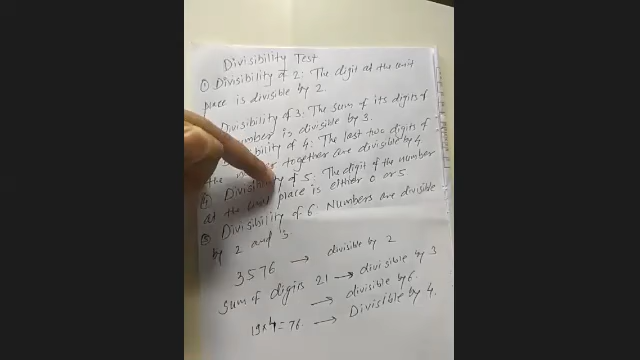 Divisibility Test
① Divisibility of 2: The digit at the unit
place is divisible by 2.
Divisibility of 3: The sum of its digits of
number is divisible by 3.
of 4: The last two digits of
the together are divisible by 4
④ Divisibility of 5: The digit of the number
at the unit place is either 0 or 5
⑤ Divisibility of 6: Numbers are divisible
by 2 and 3
3576 → divisible by 2
sum of digits 21 → divisible by 3
→ divisible by 6.
19×4=76. → Divisible by 4.